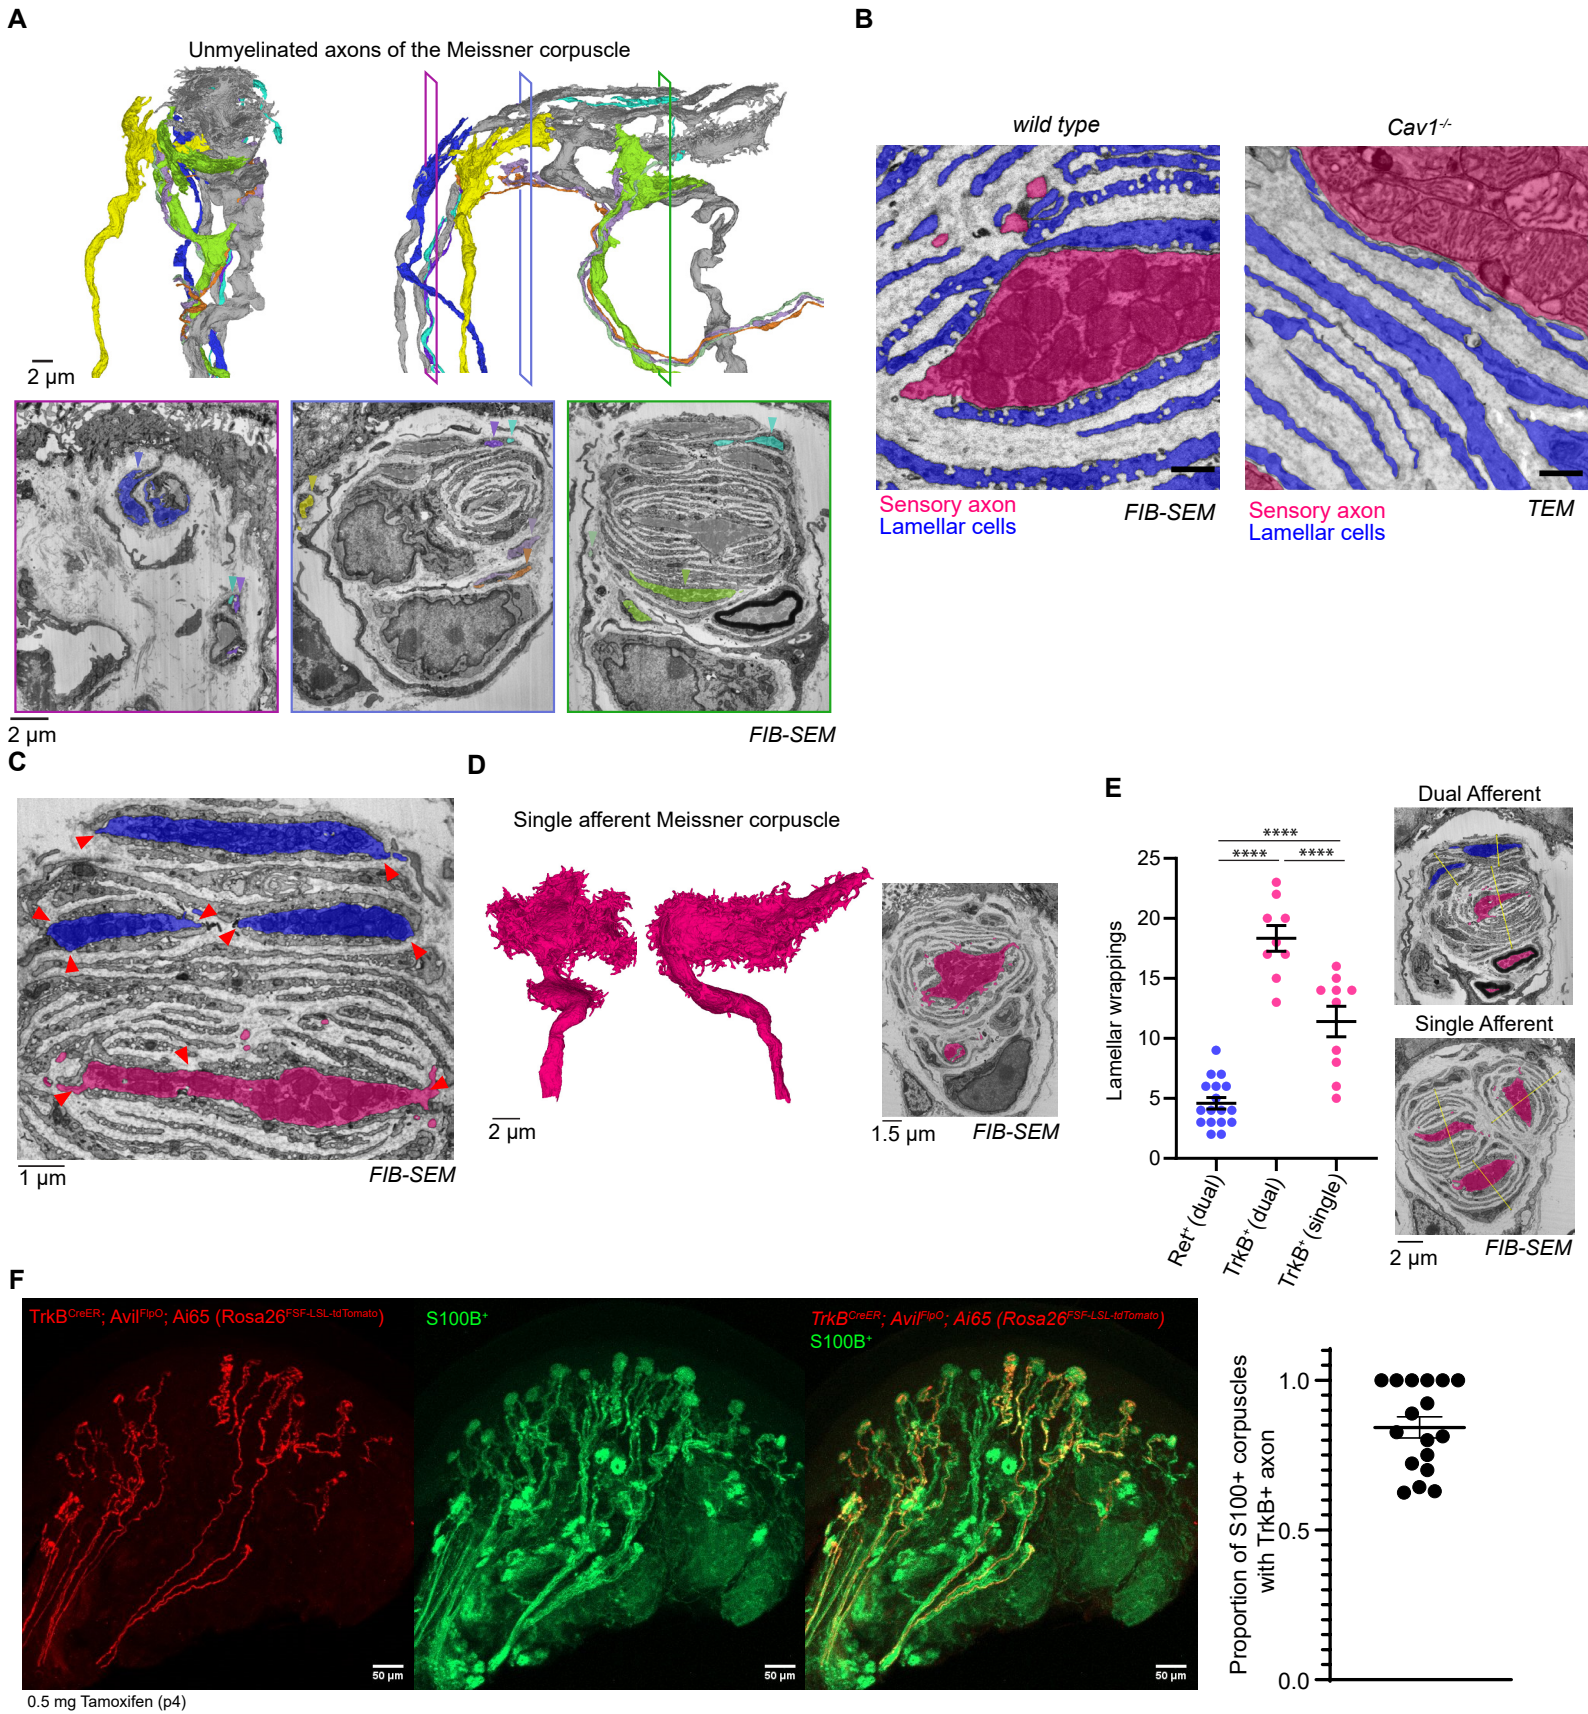 A
Unmyelinated axons of the Meissner corpuscle
2 µm
2 µm
FIB-SEM
B
wild type
Cav1-/-
Sensory axon
Lamellar cells
FIB-SEM
Sensory axon
Lamellar cells
TEM
C
1 µm
FIB-SEM
D
Single afferent Meissner corpuscle
2 µm
1.5 µm
FIB-SEM
E
Lamellar wrappings
25
20
15
10
5
0
****
****
****
Ret+ (dual)
TrkB+ (dual)
TrkB+ (single)
Dual Afferent
Single Afferent
2 µm
FIB-SEM
F
TrkBCreER; AvilFlpO; Ai65 (Rosa26FSF-LSL-tdTomato)
50 µm
S100B+
50 µm
TrkBCreER; AvilFlpO; Ai65 (Rosa26FSF-LSL-tdTomato)
S100B+
50 µm
0.5 mg Tamoxifen (p4)
Proportion of S100+ corpuscles
with TrkB+ axon
1.0
0.5
0.0